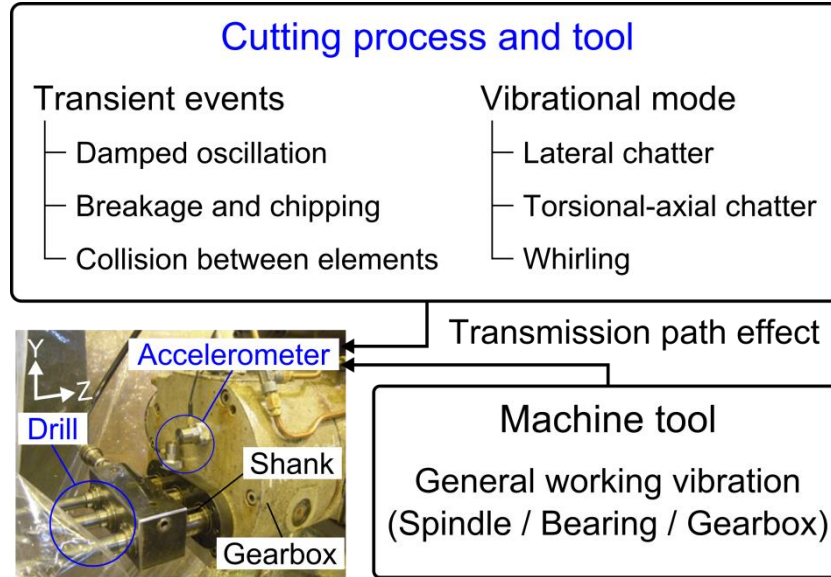 Cutting process and tool
Transient events
Damped oscillation
Breakage and chipping
Collision between elements
Vibrational mode
Lateral chatter
Torsional-axial chatter
Whirling
Transmission path effect
Y
Z
Accelerometer
Drill
Shank
Gearbox
Machine tool
General working vibration
(Spindle / Bearing / Gearbox)